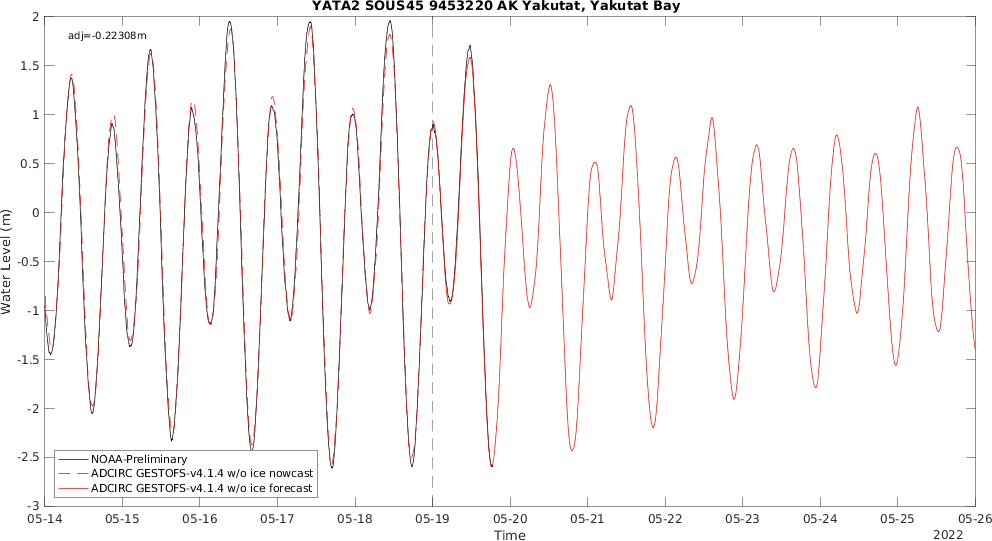 YATA2 SOUS45 9453220 AK Yakutat, Yakutat Bay
adj=-0.22308m
2
1.5
1
0.5
0
-0.5
-1
-1.5
-2
-2.5
-3
Water Level (m)
NOAA-Preliminary
ADCIRC GESTOFS-v4.1.4 w/o ice nowcast
ADCIRC GESTOFS-v4.1.4 w/o ice forecast
05-14 05-15 05-16 05-17 05-18 05-19 05-20 05-21 05-22 05-23 05-24 05-25 05-26
Time
2022